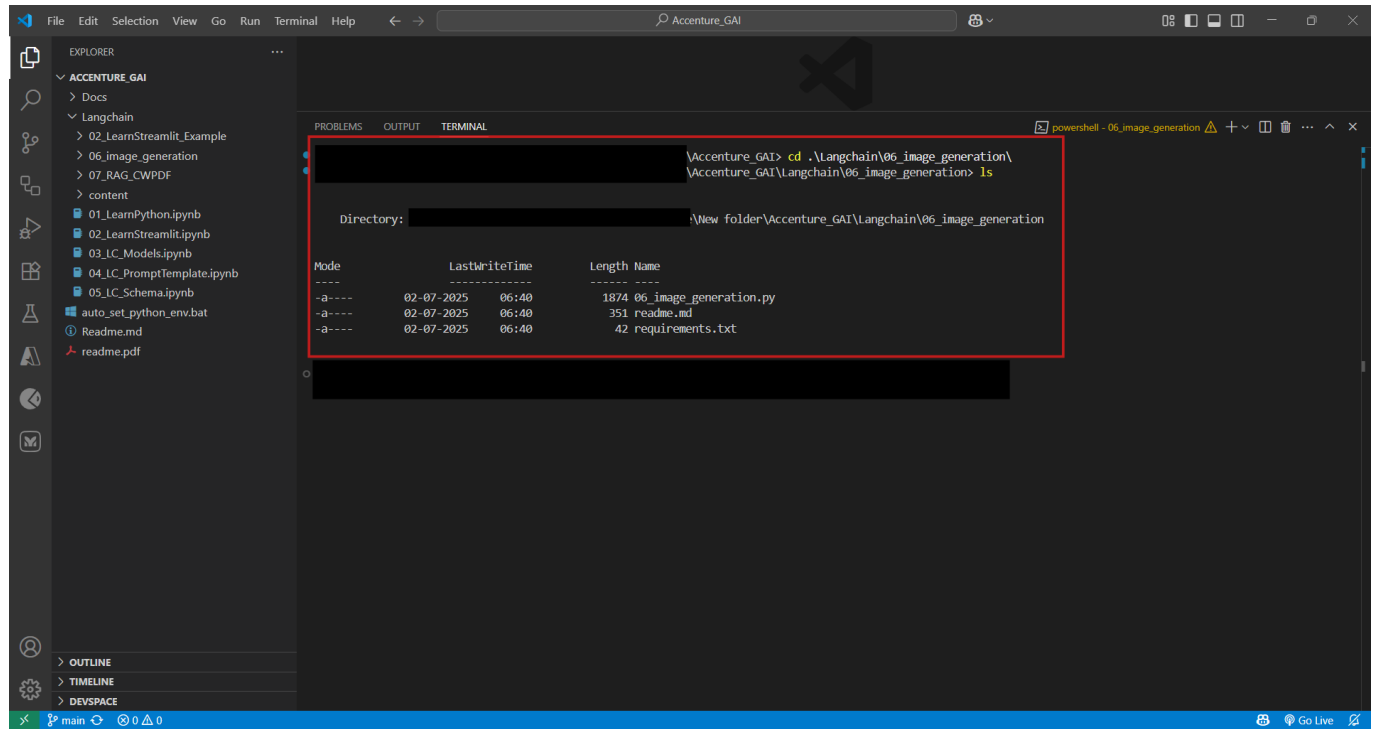 File Edit Selection View Go Run Terminal Help Accenture_GAI
EXPLORER
ACCENTURE_GAI
Docs
Langchain
02_LearnStreamlit_Example
06_image_generation
07_RAG_CWPDF
content
01_LearnPython.ipynb
02_LearnStreamlit.ipynb
03_LC_Models.ipynb
04_LC_PromptTemplate.ipynb
05_LC_Schema.ipynb
auto_set_python_env.bat
Readme.md
readme.pdf
OUTLINE
TIMELINE
DEVSPACE
PROBLEMS OUTPUT TERMINAL powershell - 06_image_generation
\Accenture_GAI> cd .\Langchain\06_image_generation\
\Accenture_GAI\Langchain\06_image_generation> ls
Directory: \New folder\Accenture_GAI\Langchain\06_image_generation
Mode LastWriteTime Length Name
---- ------------- ------ ----
-a---- 02-07-2025 06:40 1874 06_image_generation.py
-a---- 02-07-2025 06:40 351 readme.md
-a---- 02-07-2025 06:40 42 requirements.txt
main 0 0 Go Live